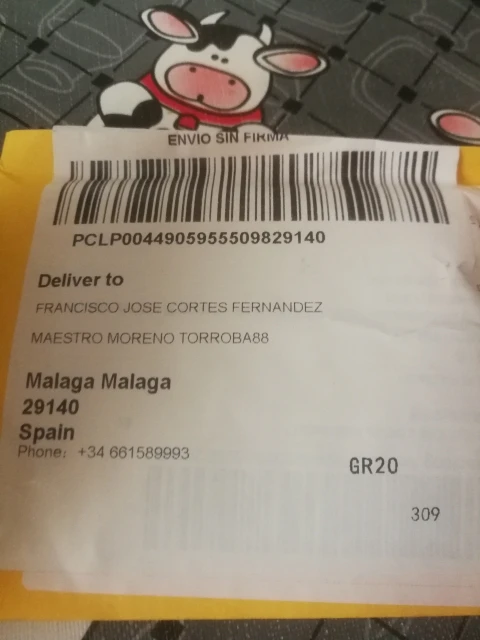 ENVIO SIN FIRMA
PCLP0044905955509829140
Deliver to
FRANCISCO JOSE CORTES FERNANDEZ
MAESTRO MORENO TORROBA88
Malaga Malaga
29140
Spain
Phone： +34 661589993
GR20
309